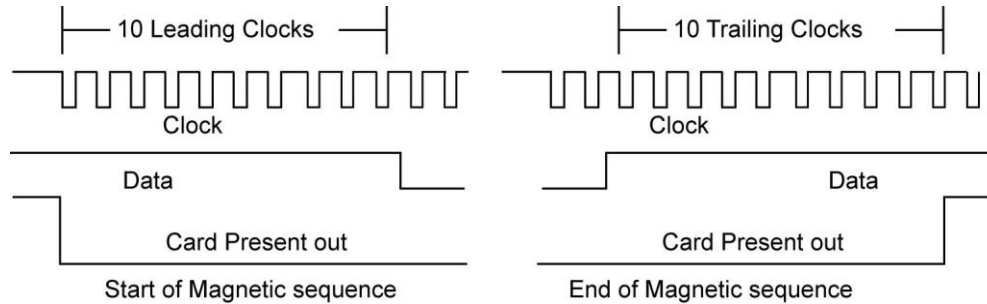 10 Leading Clocks
10 Trailing Clocks
Clock
Clock
Data
Data
Card Present out
Card Present out
Start of Magnetic sequence
End of Magnetic sequence